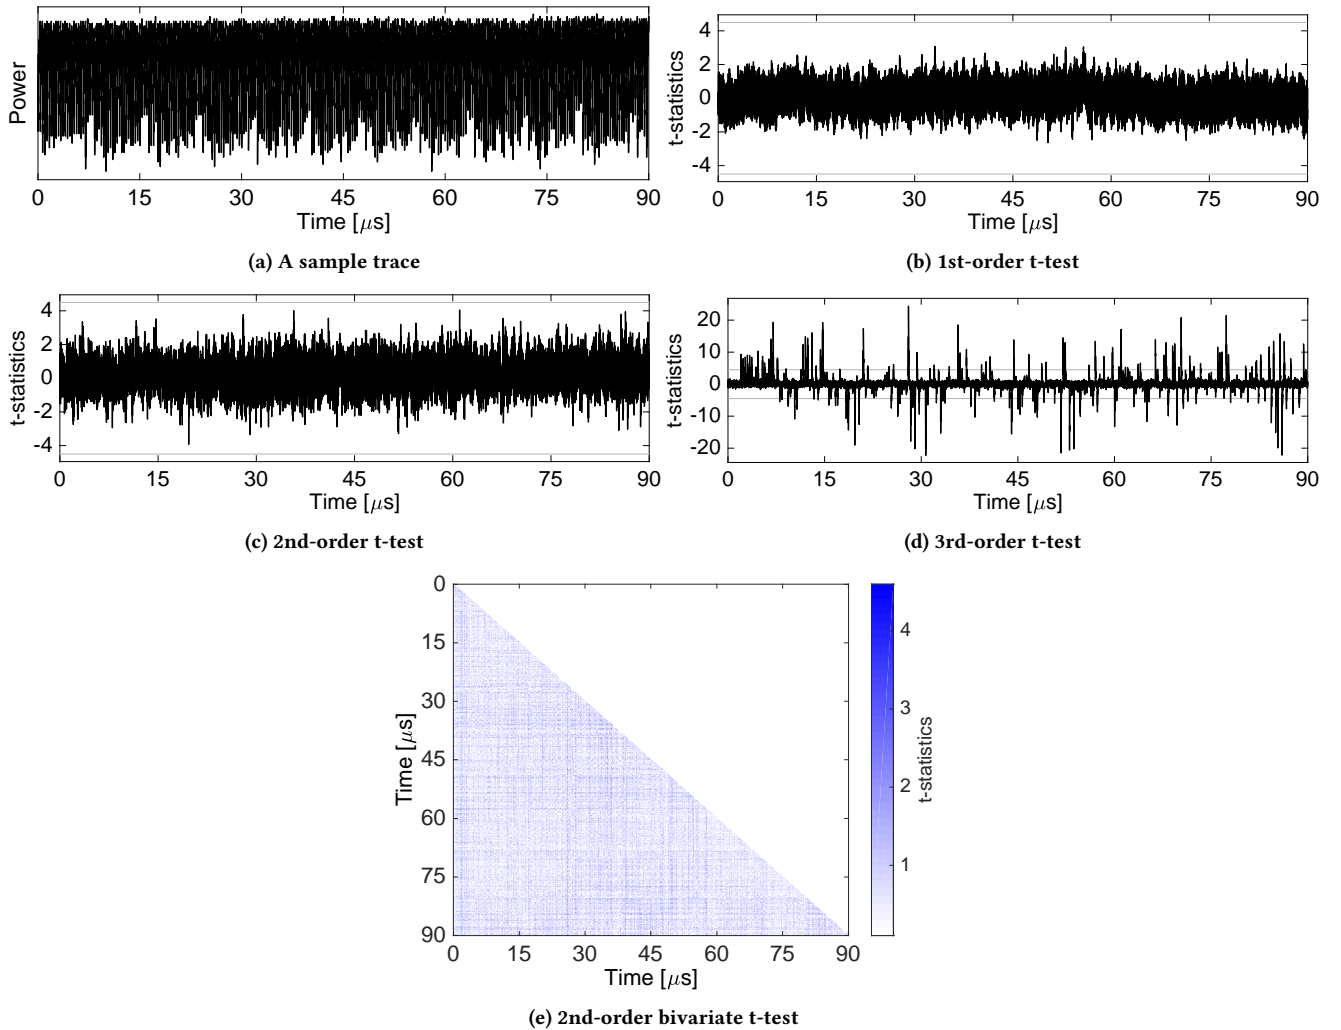 Power
0 15 30 45 60 75 90
Time [μs]
(a) A sample trace
t-statistics
4
2
0
-2
-4
0 15 30 45 60 75 90
Time [μs]
(b) 1st-order t-test
t-statistics
4
2
0
-2
-4
0 15 30 45 60 75 90
Time [μs]
(c) 2nd-order t-test
t-statistics
20
10
0
-10
-20
0 15 30 45 60 75 90
Time [μs]
(d) 3rd-order t-test
Time [μs]
0
15
30
45
60
75
90
0 15 30 45 60 75 90
Time [μs]
4
3
2
1
t-statistics
(e) 2nd-order bivariate t-test